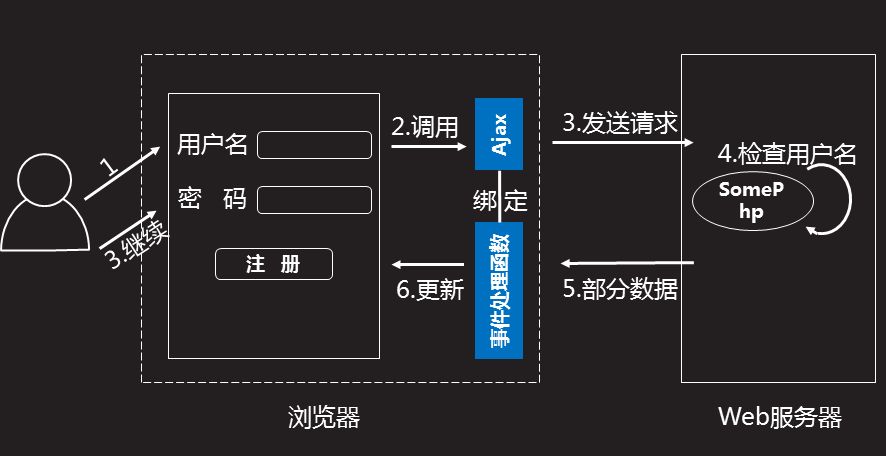 1
3.继续
用户名
密 码
注 册
2.调用
Ajax
绑 定
事件处理函数
6.更新
3.发送请求
4.检查用户名
SomeP
hp
5.部分数据
浏览器
Web服务器